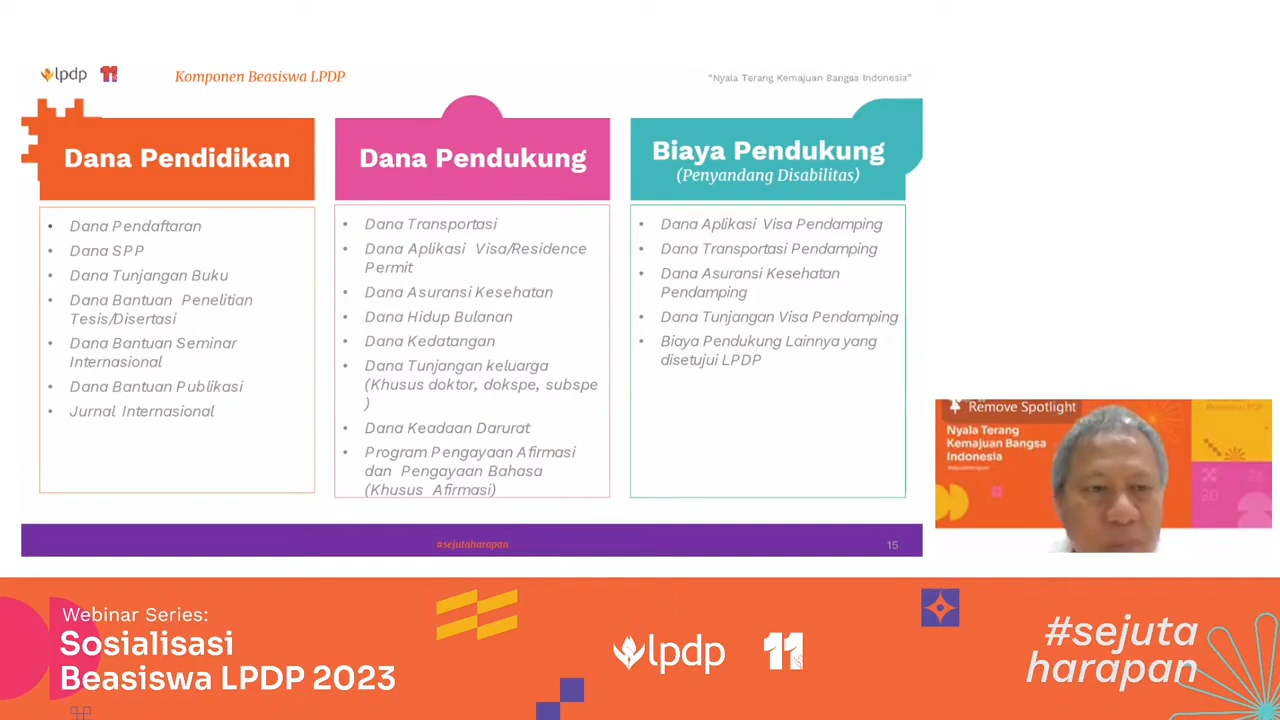 lpdp 11
Komponen Beasiswa LPDP
“Nyala Terang Kemajuan Bangsa Indonesia”
Dana Pendidikan
• Dana Pendaftaran
• Dana SPP
• Dana Tunjangan Buku
• Dana Bantuan Penelitian
Tesis/Disertasi
• Dana Bantuan Seminar
Internasional
• Dana Bantuan Publikasi
• Jurnal Internasional
Dana Pendukung
• Dana Transportasi
• Dana Aplikasi Visa/Residence
Permit
• Dana Asuransi Kesehatan
• Dana Hidup Bulanan
• Dana Kedatangan
• Dana Tunjangan keluarga
(Khusus doktor, dokspe, subspe
)
• Dana Keadaan Darurat
• Program Pengayaan Afirmasi
dan Pengayaan Bahasa
(Khusus Afirmasi)
Biaya Pendukung
(Penyandang Disabilitas)
• Dana Aplikasi Visa Pendamping
• Dana Transportasi Pendamping
• Dana Asuransi Kesehatan
Pendamping
• Dana Tunjangan Visa Pendamping
• Biaya Pendukung Lainnya yang
disetujui LPDP
#sejutaharapan
15
Remove Spotlight
Nyala Terang
Kemajuan Bangsa
Indonesia
Webinar Series:
Sosialisasi
Beasiswa LPDP 2023
lpdp 11
#sejuta
harapan